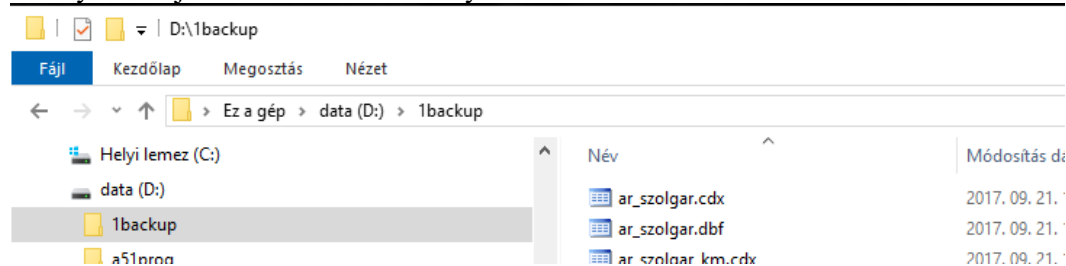 D:\1backup
Fájl Kezdőlap Megosztás Nézet
Ez a gép > data (D:) > 1backup
Helyi lemez (C:)
data (D:)
1backup
a51prog
Név Módosítás
ar_szolgar.cdx 2017. 09. 21.
ar_szolgar.dbf 2017. 09. 21.
ar_szolgar_km.cdx 2017. 09. 21.